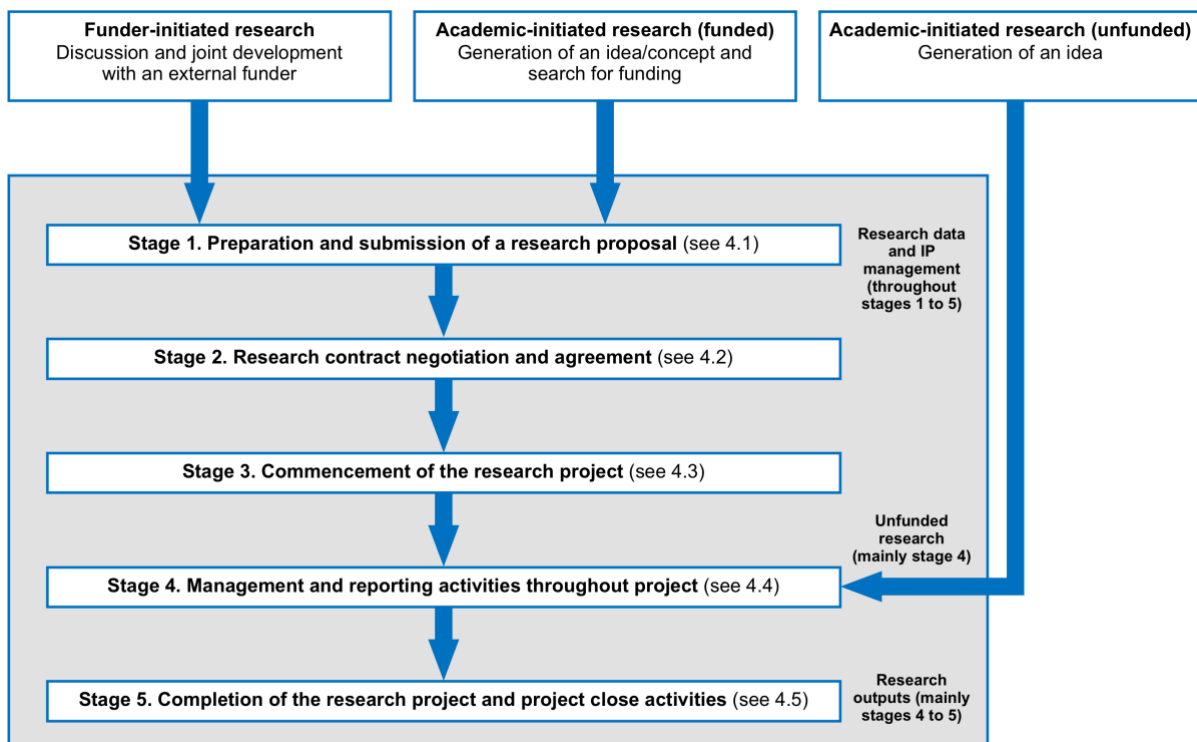 Funder-initiated research
Discussion and joint development
with an external funder
Academic-initiated research (funded)
Generation of an idea/concept and
search for funding
Academic-initiated research (unfunded)
Generation of an idea
Stage 1. Preparation and submission of a research proposal (see 4.1)
Research data
and IP
management
(throughout
stages 1 to 5)
Stage 2. Research contract negotiation and agreement (see 4.2)
Stage 3. Commencement of the research project (see 4.3)
Unfunded
research
(mainly stage 4)
Stage 4. Management and reporting activities throughout project (see 4.4)
Stage 5. Completion of the research project and project close activities (see 4.5)
Research
outputs (mainly
stages 4 to 5)